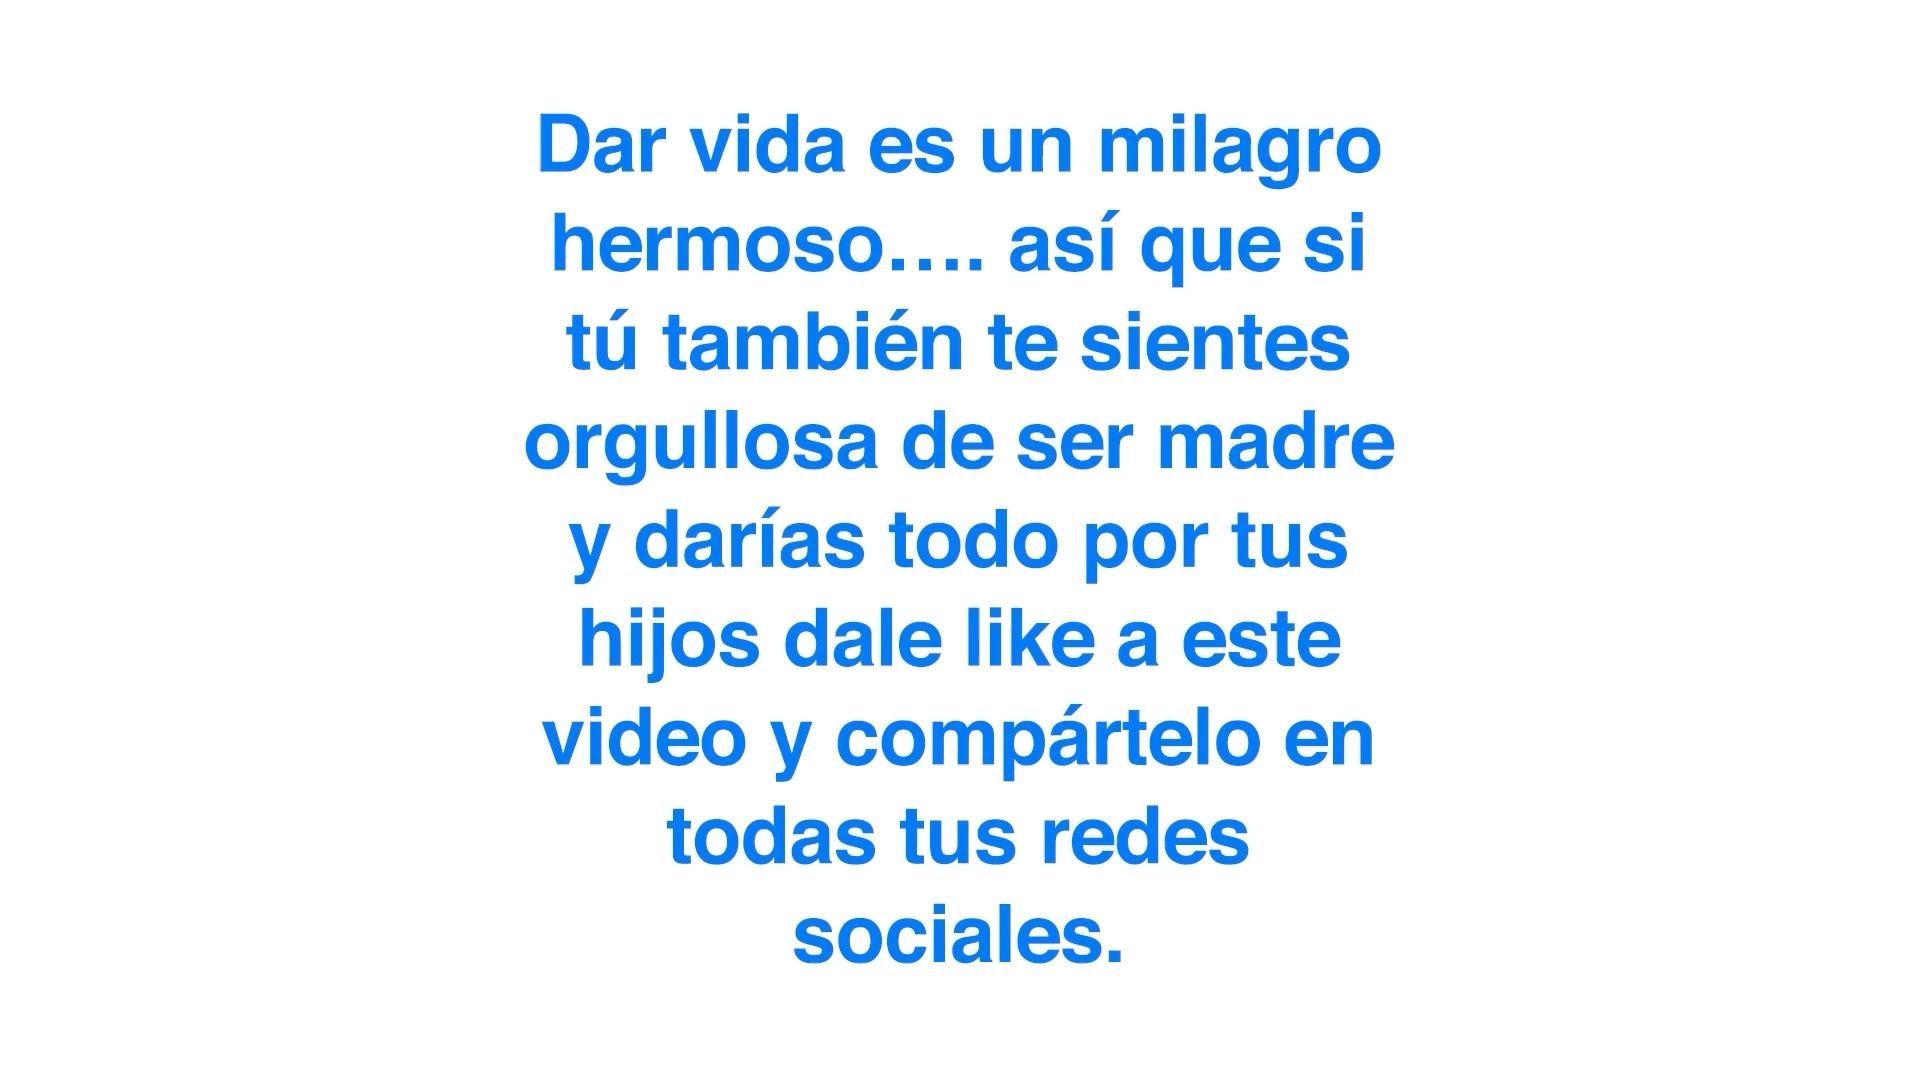 Dar vida es un milagro
hermoso…. así que si
tú también te sientes
orgullosa de ser madre
y darías todo por tus
hijos dale like a este
video y compártelo en
todas tus redes
sociales.